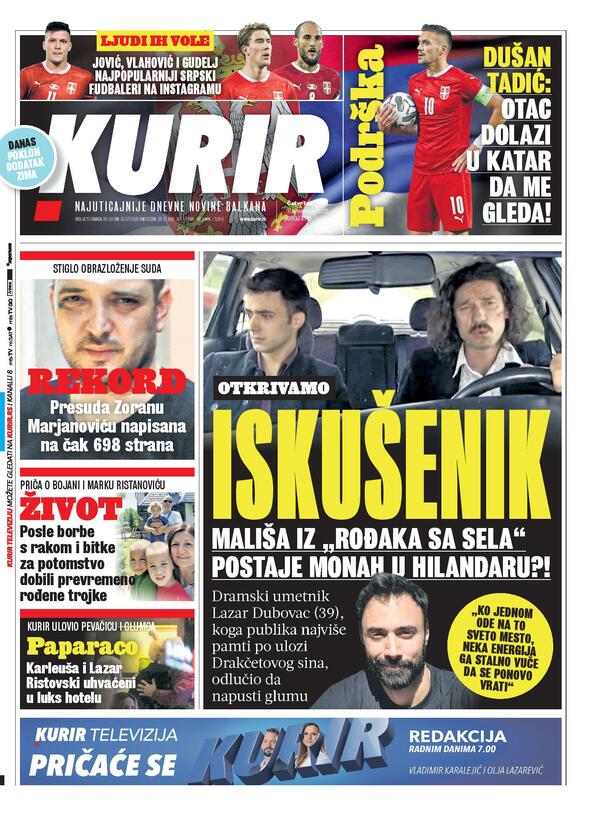 LJUDI IH VOLE
JOVIĆ, VLAHOVIĆ I GUDELJ
NAJPOPULARNIJI SRPSKI
FUDBALERI NA INSTAGRAMU
Podrška
DUŠAN
TADIĆ:
OTAC
DOLAZI
U KATAR
DA ME
GLEDA!
DANAS
POKLON
DODATAK
ZIMA
KURIR
NAJUTICAJNIJE DNEVNE NOVINE BALKANA
www.kurir.rs
STIGLO OBRAZLOŽENJE SUDA
REKORD
Presuda Zoranu
Marjanoviću napisana
na čak 698 strana
PRIČA O BOJANI I MARKU RISTANOVIĆU
ŽIVOT
Posle borbe
s rakom i bitke
za potomstvo
dobili prevremeno
rođene trojke
KURIR ULOVIO PEVAČICU I GLUMCA
Paparaco
Karleuša i Lazar
Ristovski uhvaćeni
u luks hotelu
KURIR TELEVIZIJU MOŽETE GLEDATI NA KURIR.RS I KANALU 8
OTKRIVAMO
ISKUŠENIK
MALIŠA IZ „ROĐAKA SA SELA“
POSTAJE MONAH U HILANDARU?!
Dramski umetnik
Lazar Dubovac (39),
koga publika najviše
pamti po ulozi
Drakčetovog sina,
odlučio da
napusti glumu
„KO JEDNOM
ODE NA TO
SVETO MESTO,
NEKA ENERGIJA
GA STALNO VUČE
DA SE PONOVO
VRATI“
KURIR TELEVIZIJA
PRIČAĆE SE
KURIR
REDAKCIJA
RADNIM DANIMA 7.00
VLADIMIR KARALEJIĆ I OLJA LAZAREVIĆ